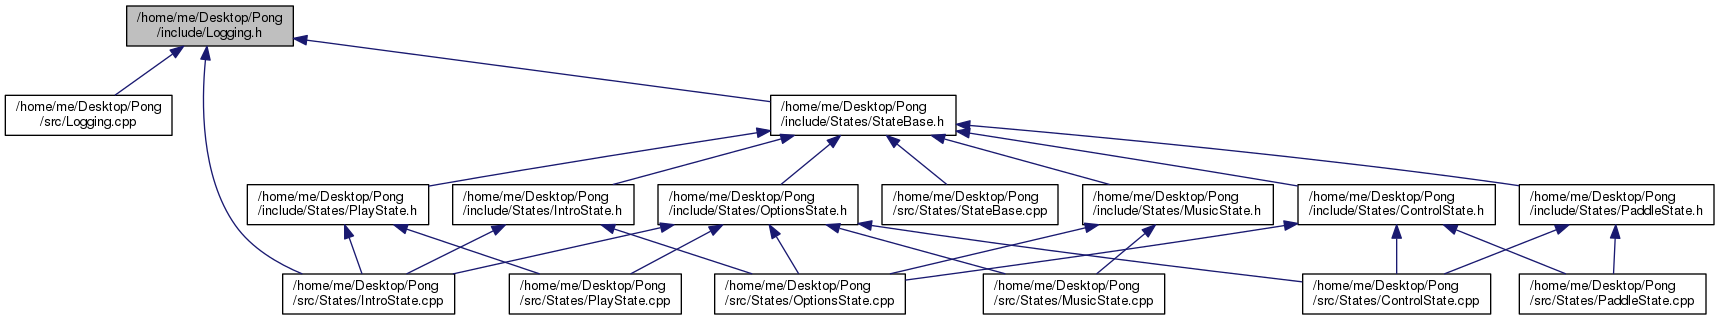 /home/me/Desktop/Pong
/include/Logging.h
/home/me/Desktop/Pong
/src/Logging.cpp
/home/me/Desktop/Pong
/include/States/StateBase.h
/home/me/Desktop/Pong
/include/States/PlayState.h
/home/me/Desktop/Pong
/include/States/IntroState.h
/home/me/Desktop/Pong
/include/States/OptionsState.h
/home/me/Desktop/Pong
/src/States/StateBase.cpp
/home/me/Desktop/Pong
/include/States/MusicState.h
/home/me/Desktop/Pong
/include/States/ControlState.h
/home/me/Desktop/Pong
/include/States/PaddleState.h
/home/me/Desktop/Pong
/src/States/IntroState.cpp
/home/me/Desktop/Pong
/src/States/PlayState.cpp
/home/me/Desktop/Pong
/src/States/OptionsState.cpp
/home/me/Desktop/Pong
/src/States/MusicState.cpp
/home/me/Desktop/Pong
/src/States/ControlState.cpp
/home/me/Desktop/Pong
/src/States/PaddleState.cpp